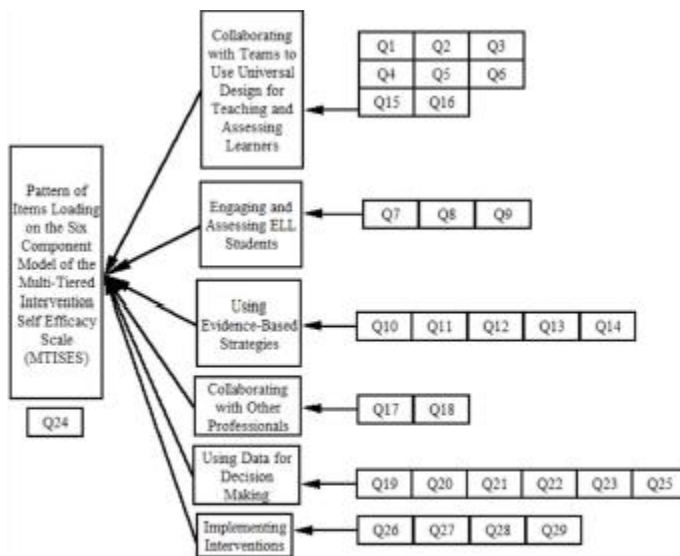 Pattern of
Items Loading
on the Six
Component
Model of the
Multi-Tiered
Intervention
Self Efficacy
Scale
(MTISES)
Q24
Collaborating
with Teams to
Use Universal
Design for
Teaching and
Assessing
Learners
Q1 Q2 Q3
Q4 Q5 Q6
Q15 Q16
Engaging and
Assessing ELL
Students
Q7 Q8 Q9
Using
Evidence-Based
Strategies
Q10 Q11 Q12 Q13 Q14
Collaborating
with Other
Professionals
Q17 Q18
Using Data for
Decision
Making
Q19 Q20 Q21 Q22 Q23 Q25
Implementing
Interventions
Q26 Q27 Q28 Q29